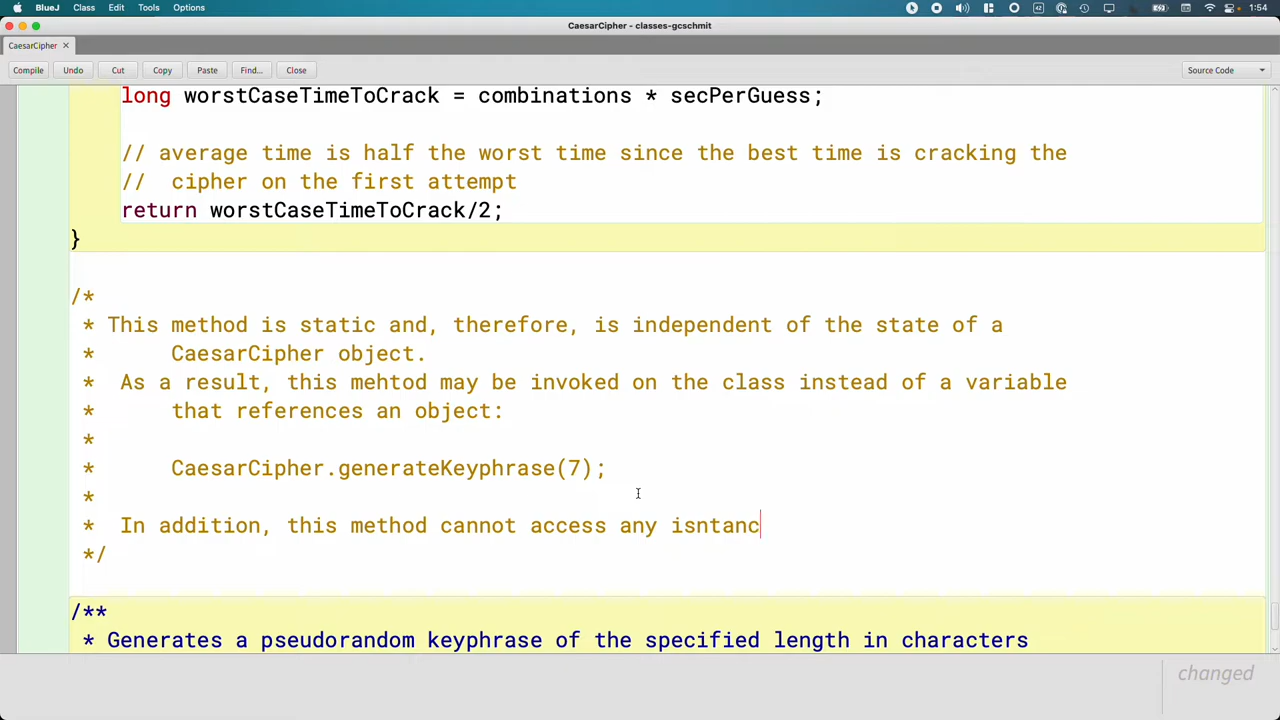 BlueJ Class Edit Tools Options 1:54
CaesarCipher - classes-gcschmit
CaesarCipher ×
Compile Undo Cut Copy Paste Find... Close Source Code
long worstCaseTimeToCrack = combinations * secPerGuess;
// average time is half the worst time since the best time is cracking the
//  cipher on the first attempt
return worstCaseTimeToCrack/2;
}
/*
* This method is static and, therefore, is independent of the state of a
*      CaesarCipher object.
*  As a result, this mehtod may be invoked on the class instead of a variable
*      that references an object:
*
*      CaesarCipher.generateKeyphrase(7);
*
*  In addition, this method cannot access any isntanc
*/
/**
* Generates a pseudorandom keyphrase of the specified length in characters
changed